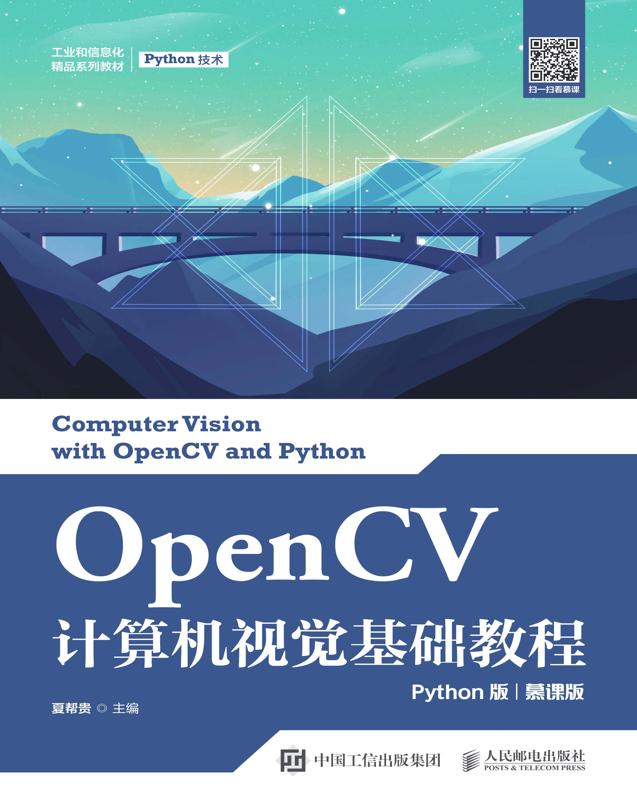 工业和信息化
精品系列教材
Python 技术
扫一扫看慕课
Computer Vision
with OpenCV and Python
OpenCV
计算机视觉基础教程
Python 版 | 慕课版
夏帮贵 ◎ 主编
中国工信出版集团
人民邮电出版社
POSTS & TELECOM PRESS